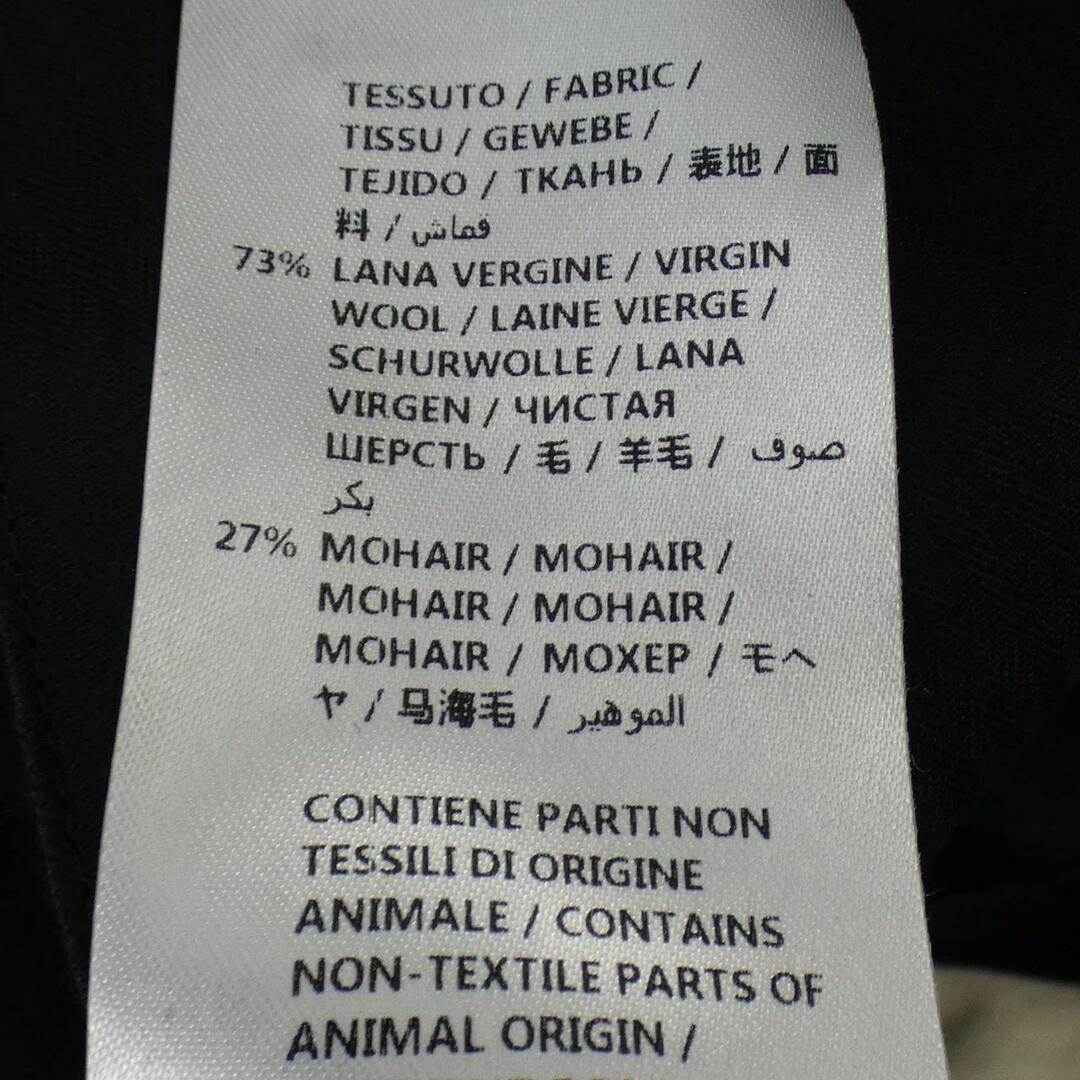 TESSUTO / FABRIC /
TISSU / GEWEBE /
TEJIDO / ТКАНЬ / 表地 / 面
料 / قماش
73% LANA VERGINE / VIRGIN
WOOL / LAINE VIERGE /
SCHURWOLLE / LANA
VIRGEN / ЧИСТАЯ
ШЕРСТЬ / 毛 / 羊毛 / صوف
بكر
27% MOHAIR / MOHAIR /
MOHAIR / MOHAIR /
MOHAIR / МОХЕР / モヘ
ヤ / 马海毛 / الموهير
CONTIENE PARTI NON
TESSILI DI ORIGINE
ANIMALE / CONTAINS
NON-TEXTILE PARTS OF
ANIMAL ORIGIN /